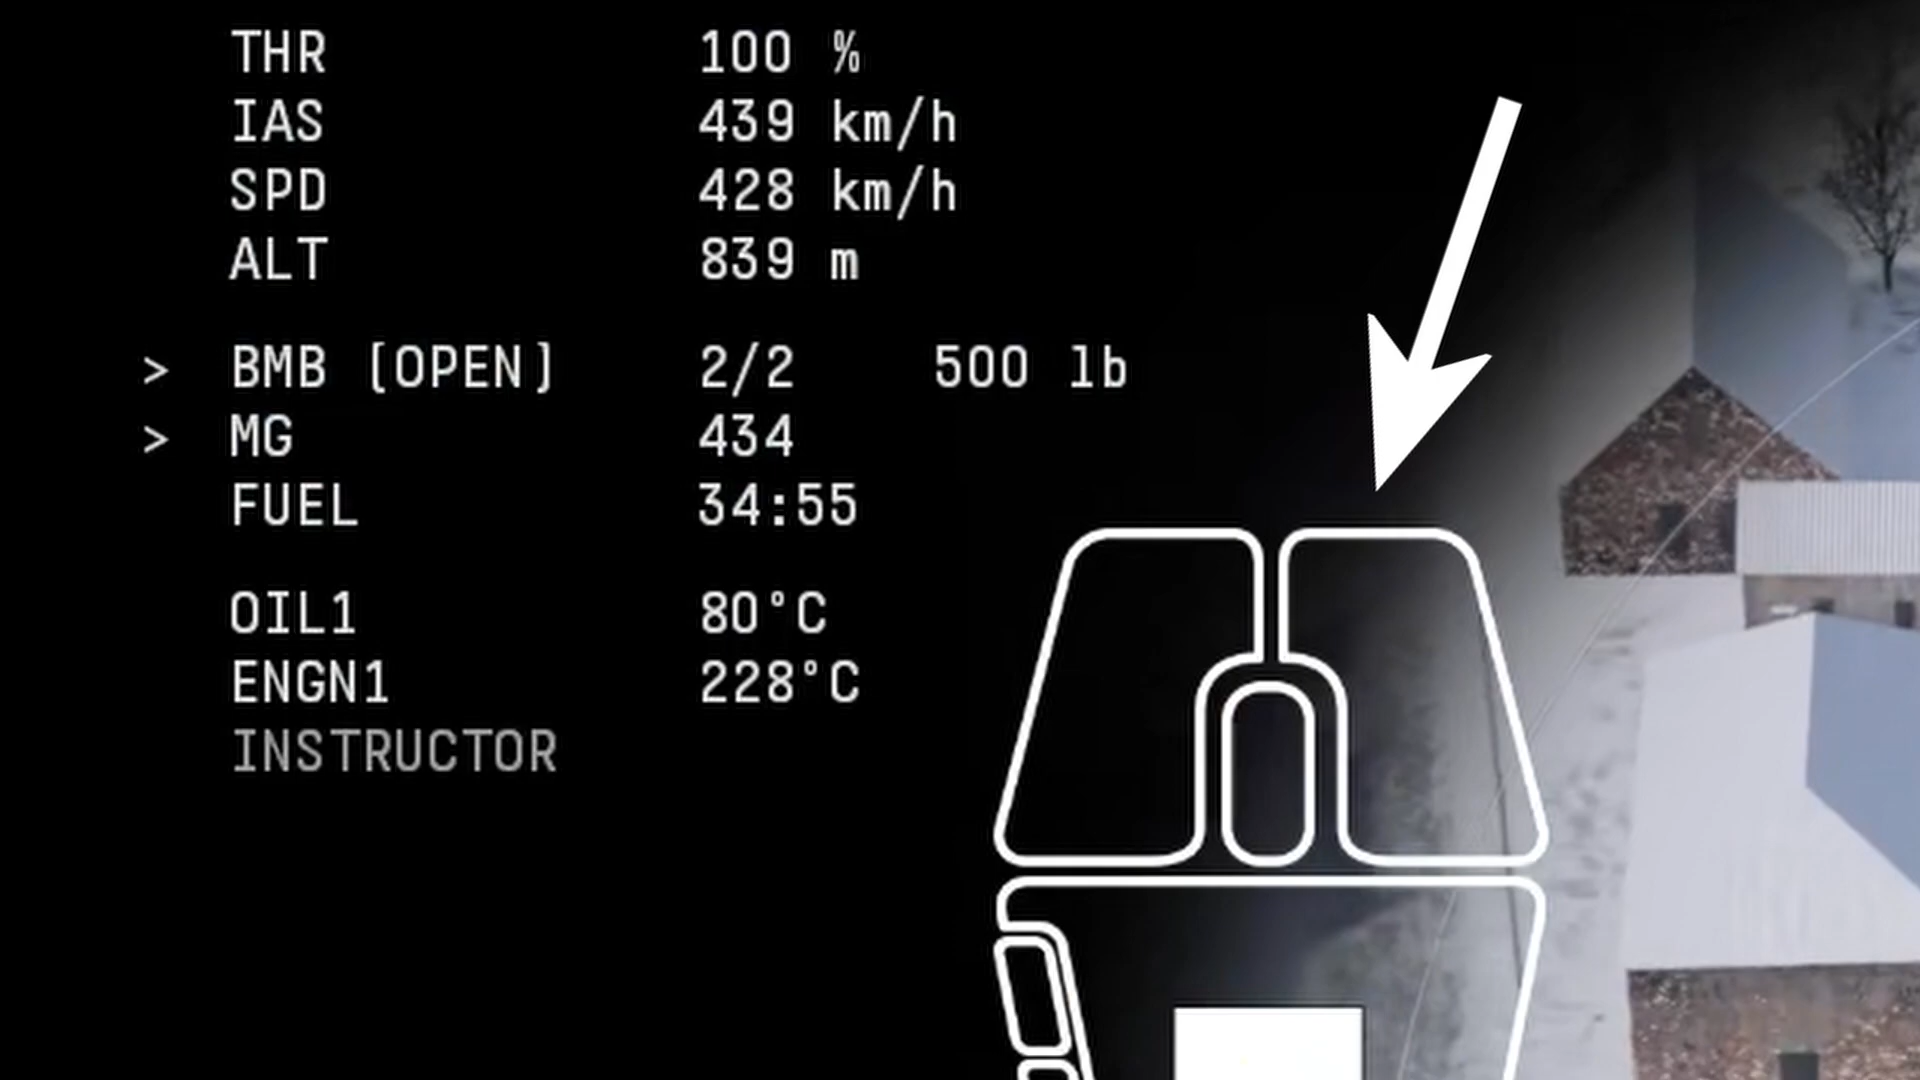 THR 100 %
IAS 439 km/h
SPD 428 km/h
ALT 839 m
> BMB [OPEN] 2/2 500 lb
> MG 434
FUEL 34:55
OIL1 80°C
ENGN1 228°C
INSTRUCTOR